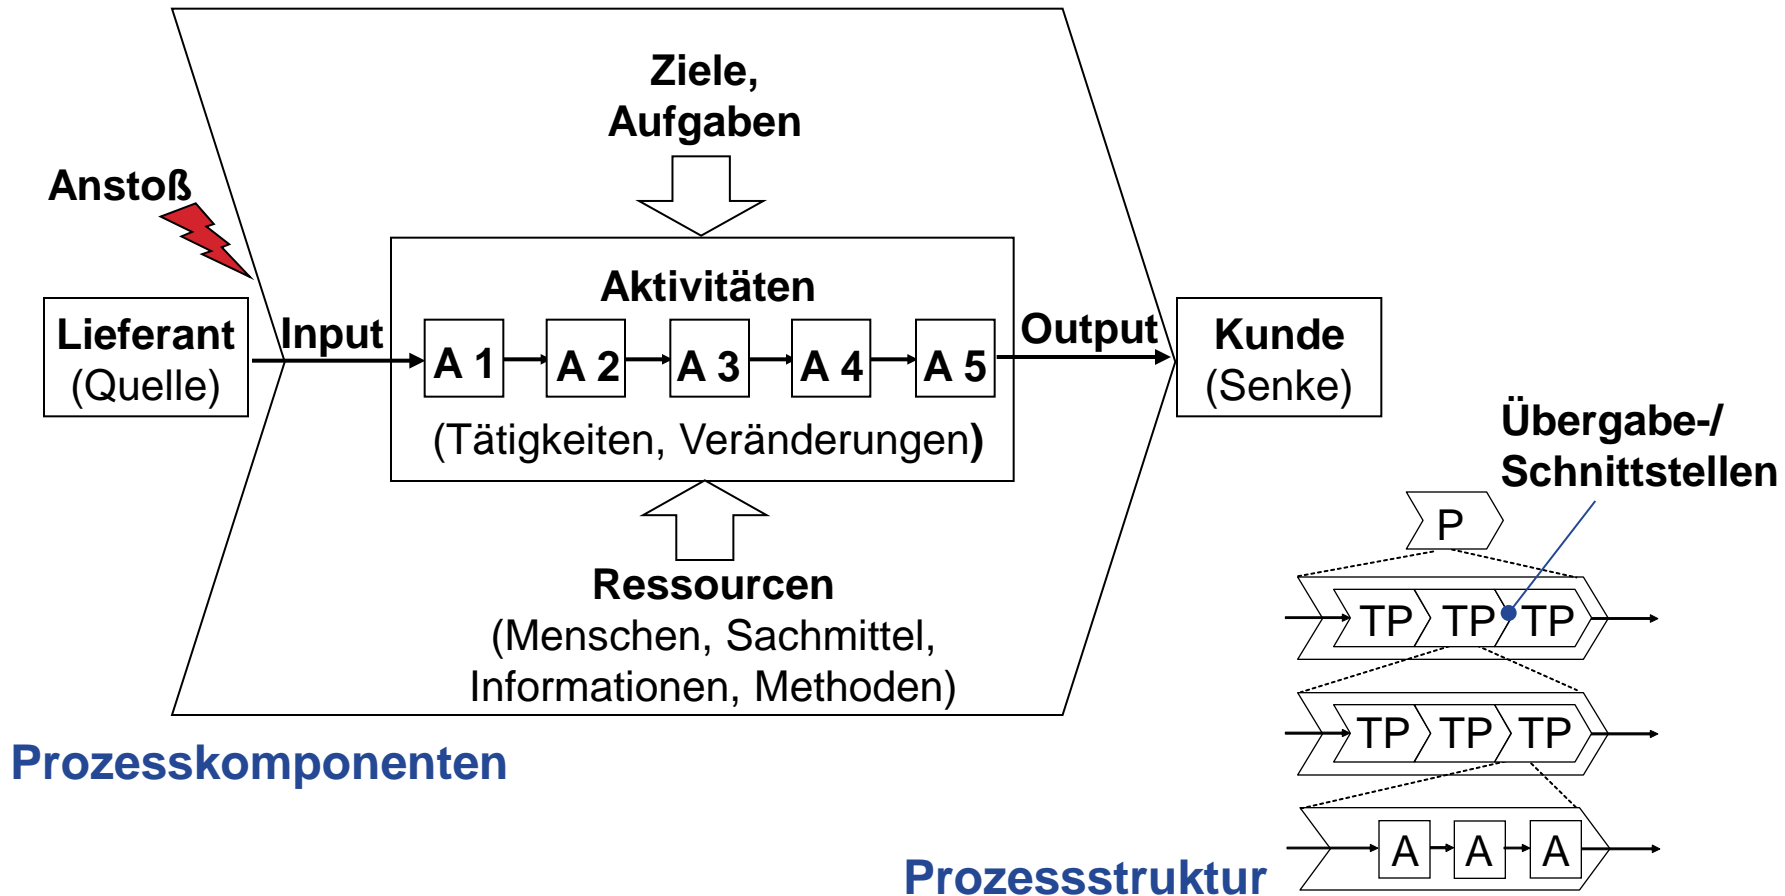 Ziele,
Aufgaben
Anstoß
Aktivitäten
Lieferant
(Quelle)
Input
A 1
A 2
A 3
A 4
A 5
Output
Kunde
(Senke)
(Tätigkeiten, Veränderungen)
Ressourcen
(Menschen, Sachmittel,
Informationen, Methoden)
Prozesskomponenten
Übergabe-/
Schnittstellen
P
TP TP TP
TP TP TP
A A A
Prozessstruktur